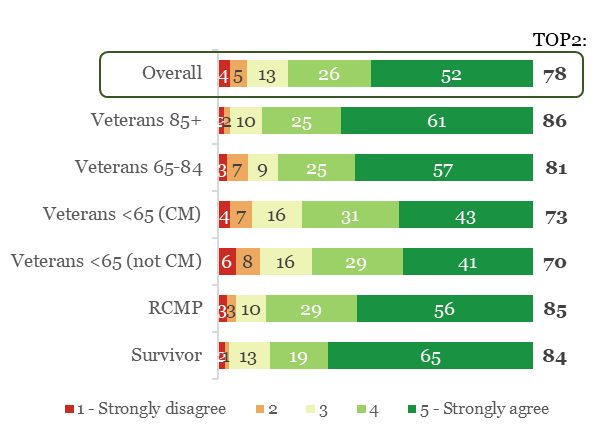 TOP2:
Overall 4 5 13 26 52 78
Veterans 85+ 2 2 10 25 61 86
Veterans 65-84 3 7 9 25 57 81
Veterans <65 (CM) 4 7 16 31 43 73
Veterans <65 (not CM) 6 8 16 29 41 70
RCMP 3 3 10 29 56 85
Survivor 2 1 13 19 65 84
1 - Strongly disagree 2 3 4 5 - Strongly agree